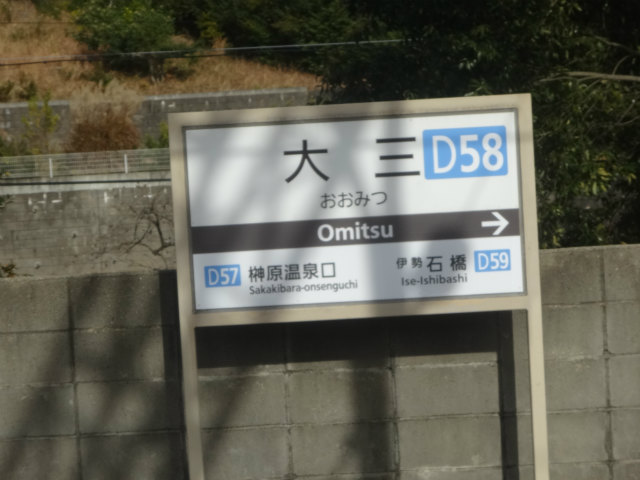 大三 D58
おおみつ
Omitsu →
D57 榊原温泉口 伊勢石橋 D59
Sakakibara-onsenguchi Ise-Ishibashi